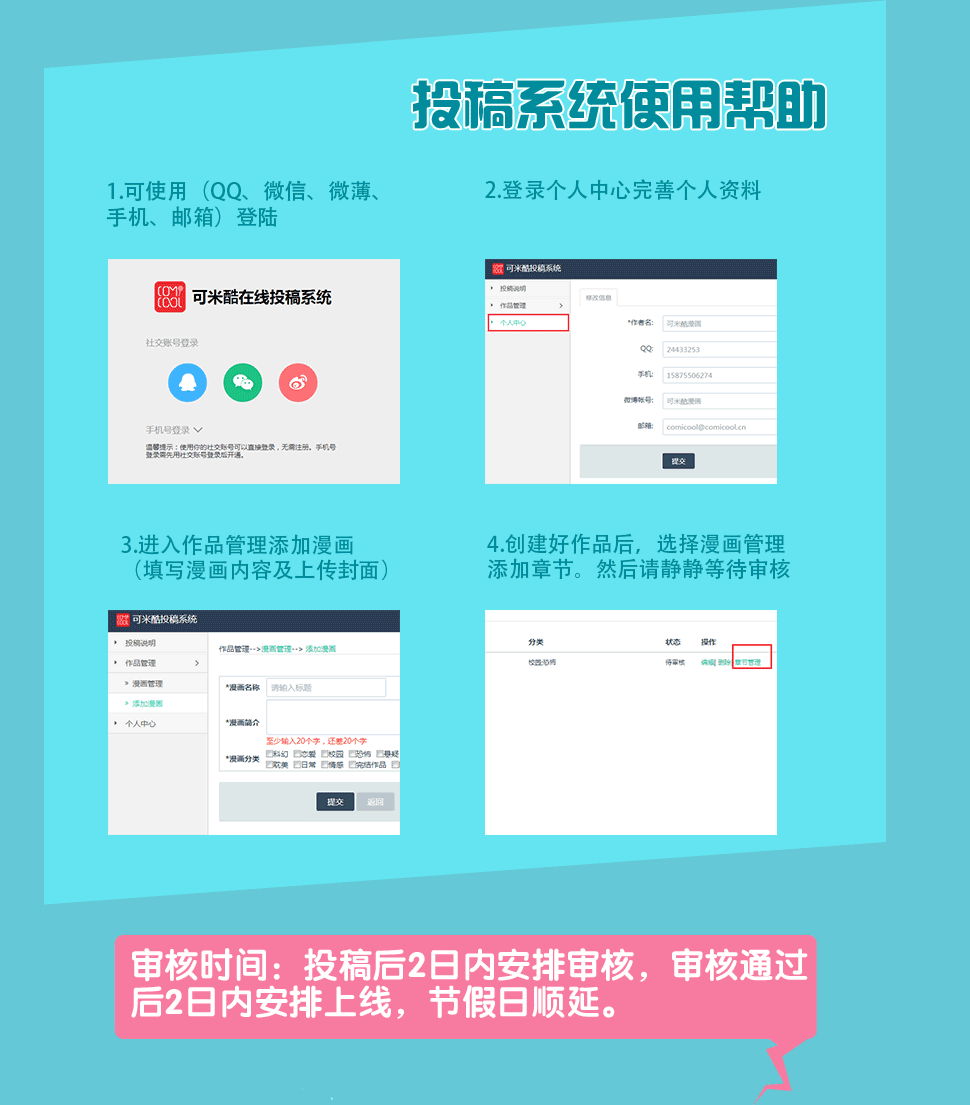 投稿系统使用帮助
1.可使用（QQ、微信、微薄、
手机、邮箱）登陆
COMI COOL 可米酷在线投稿系统
社交账号登录
手机号登录
温馨提示：使用你的社交账号可以直接登录，无需注册。手机号
登录需先用社交账号登录后开通。
2.登录个人中心完善个人资料
可米酷投稿系统
投稿说明
作品管理
个人中心
修改信息
*作者名: 可米酷漫画
QQ: 24433253
手机: 15875506274
微博帐号: 可米酷漫画
邮箱: comicool@comicool.cn
提交
3.进入作品管理添加漫画
（填写漫画内容及上传封面）
可米酷投稿系统
投稿说明
作品管理
» 漫画管理
» 添加漫画
个人中心
作品管理-->漫画管理--> 添加漫画
*漫画名称 请输入标题
*漫画简介
至少输入20个字，还差20个字
*漫画分类
科幻 恋爱 校园 恐怖 悬疑
耽美 日常 情感 完结作品
提交 返回
4.创建好作品后，选择漫画管理
添加章节。然后请静静等待审核
分类 状态 操作
校园|恐怖 待审核 编辑| 删除| 章节管理
审核时间：投稿后2日内安排审核，审核通过
后2日内安排上线，节假日顺延。